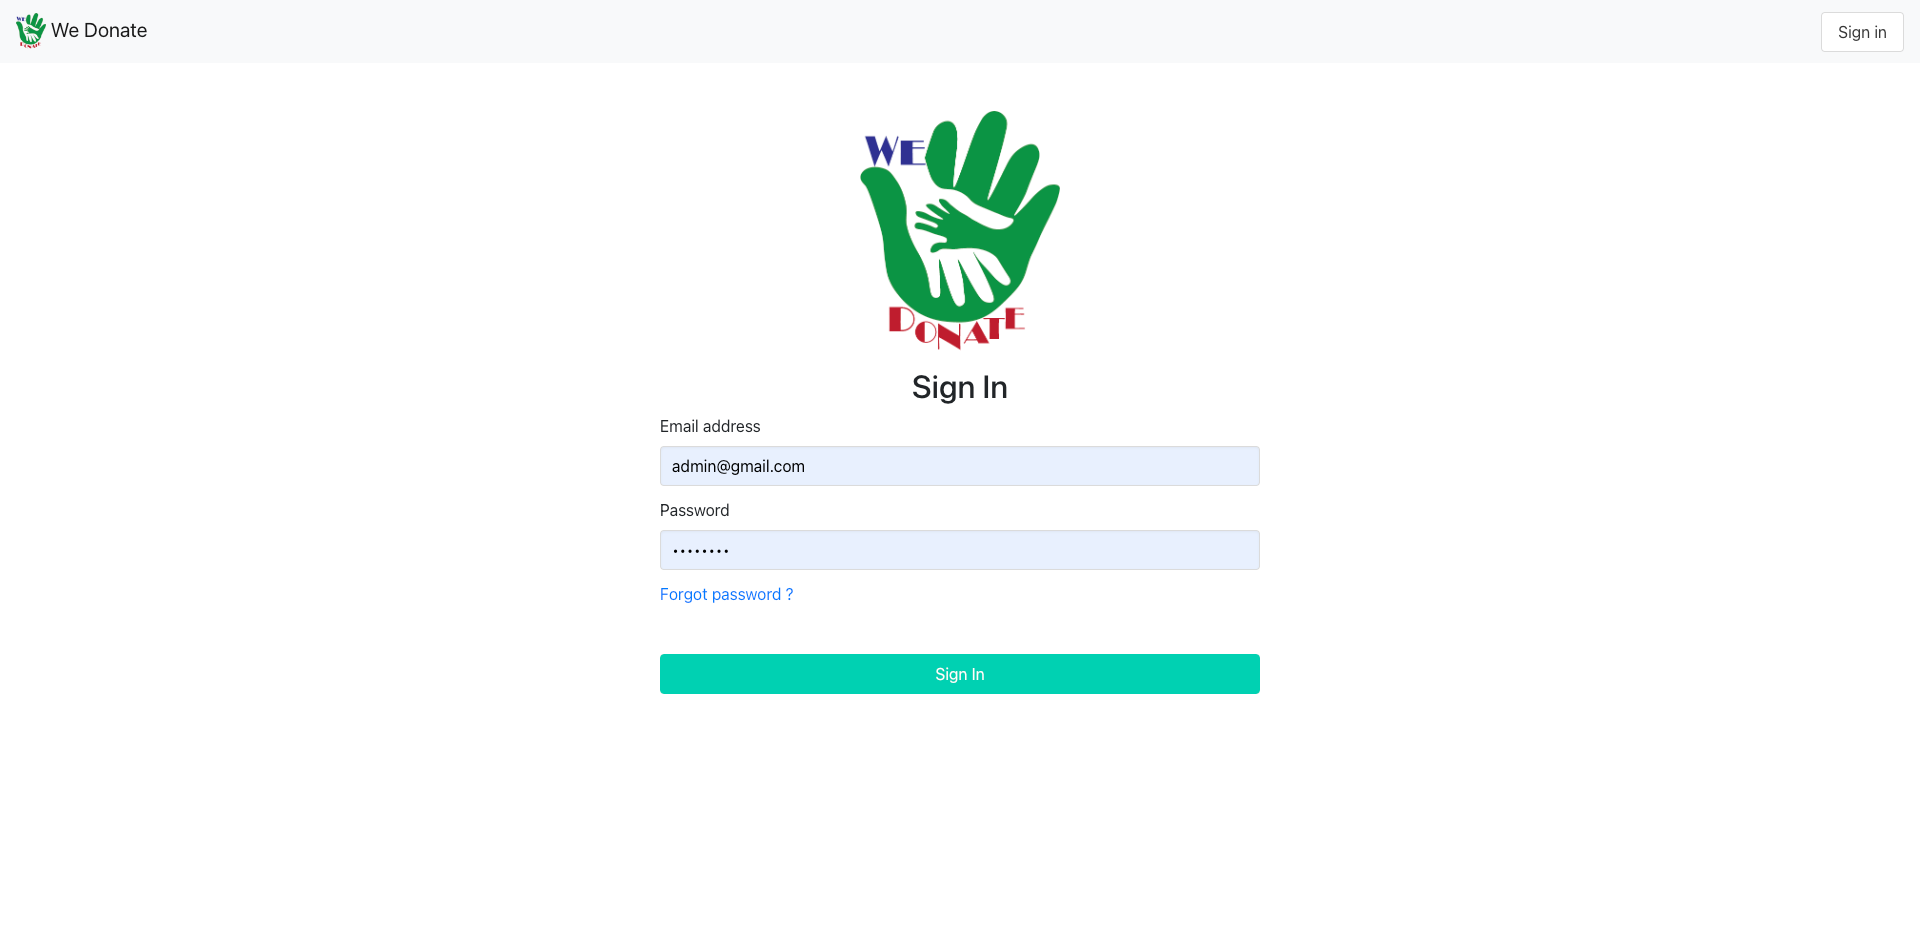 We Donate
Sign in
WE
DONATE
Sign In
Email address
admin@gmail.com
Password
••••••••
Forgot password ?
Sign In